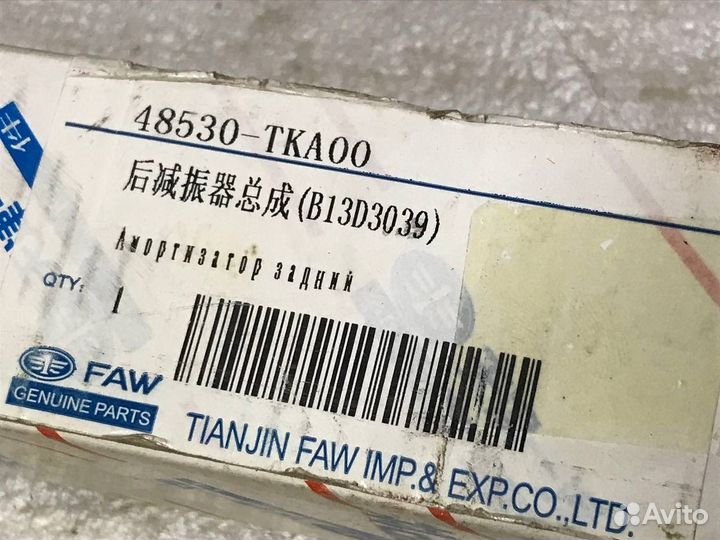 48530-TKA00
后减振器总成(B13D3039)
Амортизатор задний
QTY: 1
FAW
GENUINE PARTS
TIANJIN FAW IMP.& EXP.CO.,LTD.
Avito